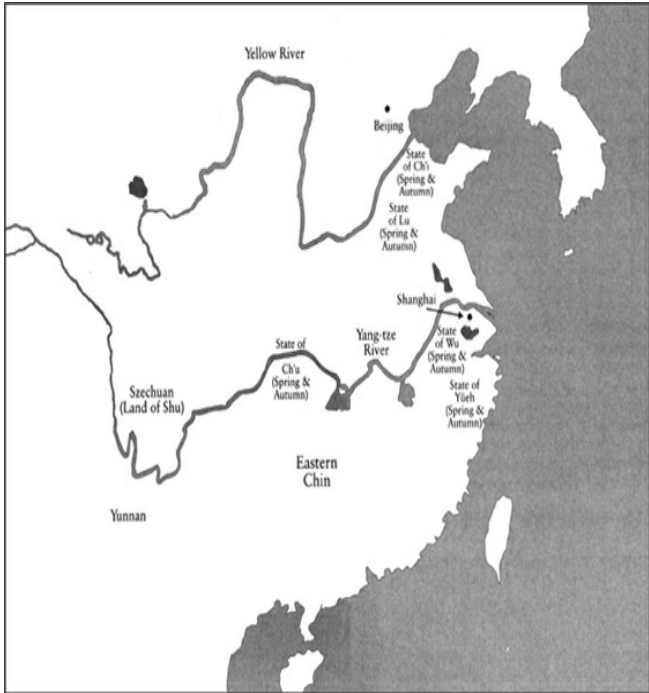 Yellow River
Beijing
State
of Ch'i
(Spring &
Autumn)
State
of Lu
(Spring &
Autumn)
Shanghai
State
of Wu
(Spring &
Autumn)
Yang-tze
River
State of
Ch'u
(Spring &
Autumn)
State of
Yüeh
(Spring &
Autumn)
Szechuan
(Land of Shu)
Eastern
Chin
Yunnan